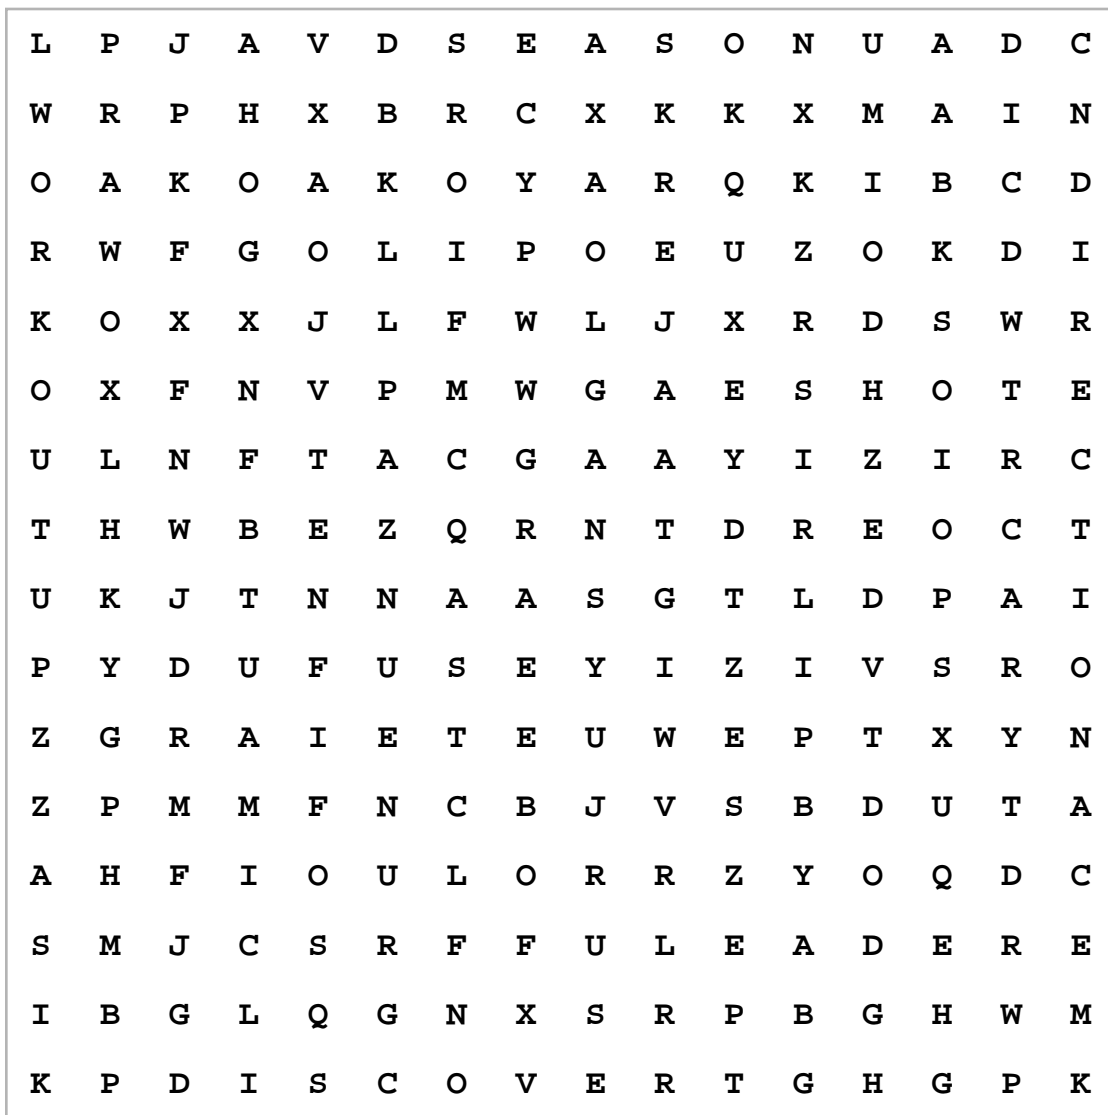 L P J A V D S E A S O N U A D C
W R P H X B R C X K K X M A I N
O A K O A K O Y A R Q K I B C D
R W F G O L I P O E U Z O K D I
K O X X J L F W L J X R D S W R
O X F N V P M W G A E S H O T E
U L N F T A C G A A Y I Z I R C
T H W B E Z Q R N T D R E O C T
U K J T N N A A S G T L D P A I
P Y D U F U S E Y I Z I V S R O
Z G R A I E T E U W E P T X Y N
Z P M M F N C B J V S B D U T A
A H F I O U L O R R Z Y O Q D C
S M J C S R F F U L E A D E R E
I B G L Q G N X S R P B G H W M
K P D I S C O V E R T G H G P K